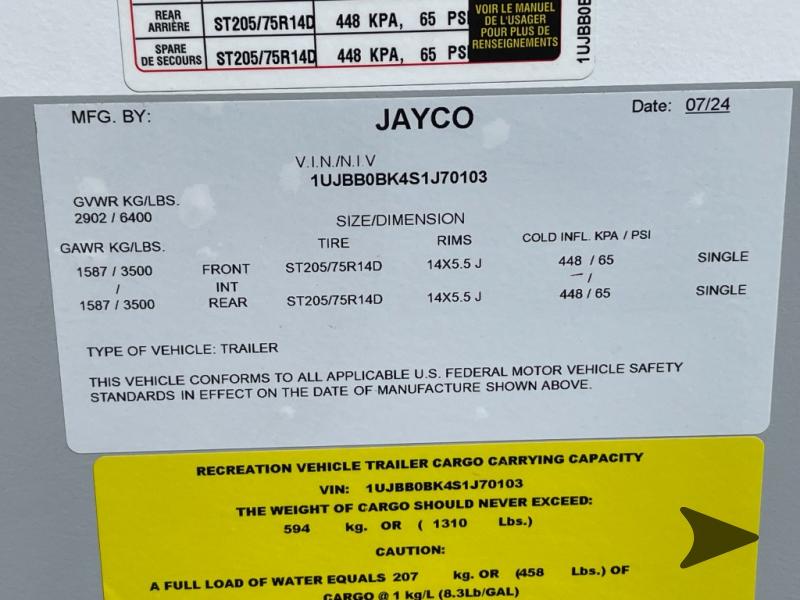 REAR
ARRIÈRE ST205/75R14D 448 KPA, 65 PSI
SPARE
DE SECOURS ST205/75R14D 448 KPA, 65 PSI
VOIR LE MANUEL
DE L'USAGER
POUR PLUS DE
RENSEIGNEMENTS
1UJBB0B
MFG. BY: JAYCO Date: 07/24
V.I.N./N.I V
1UJBB0BK4S1J70103
GVWR KG/LBS.
2902 / 6400
SIZE/DIMENSION
GAWR KG/LBS. TIRE RIMS COLD INFL. KPA / PSI
1587 / 3500 FRONT ST205/75R14D 14X5.5 J 448 / 65 SINGLE
/ INT — /
1587 / 3500 REAR ST205/75R14D 14X5.5 J 448 / 65 SINGLE
TYPE OF VEHICLE: TRAILER
THIS VEHICLE CONFORMS TO ALL APPLICABLE U.S. FEDERAL MOTOR VEHICLE SAFETY
STANDARDS IN EFFECT ON THE DATE OF MANUFACTURE SHOWN ABOVE.
RECREATION VEHICLE TRAILER CARGO CARRYING CAPACITY
VIN: 1UJBB0BK4S1J70103
THE WEIGHT OF CARGO SHOULD NEVER EXCEED:
594 kg. OR ( 1310 Lbs.)
CAUTION:
A FULL LOAD OF WATER EQUALS 207 kg. OR (458 Lbs.) OF
CARGO @ 1 kg/L (8.3Lb/GAL)